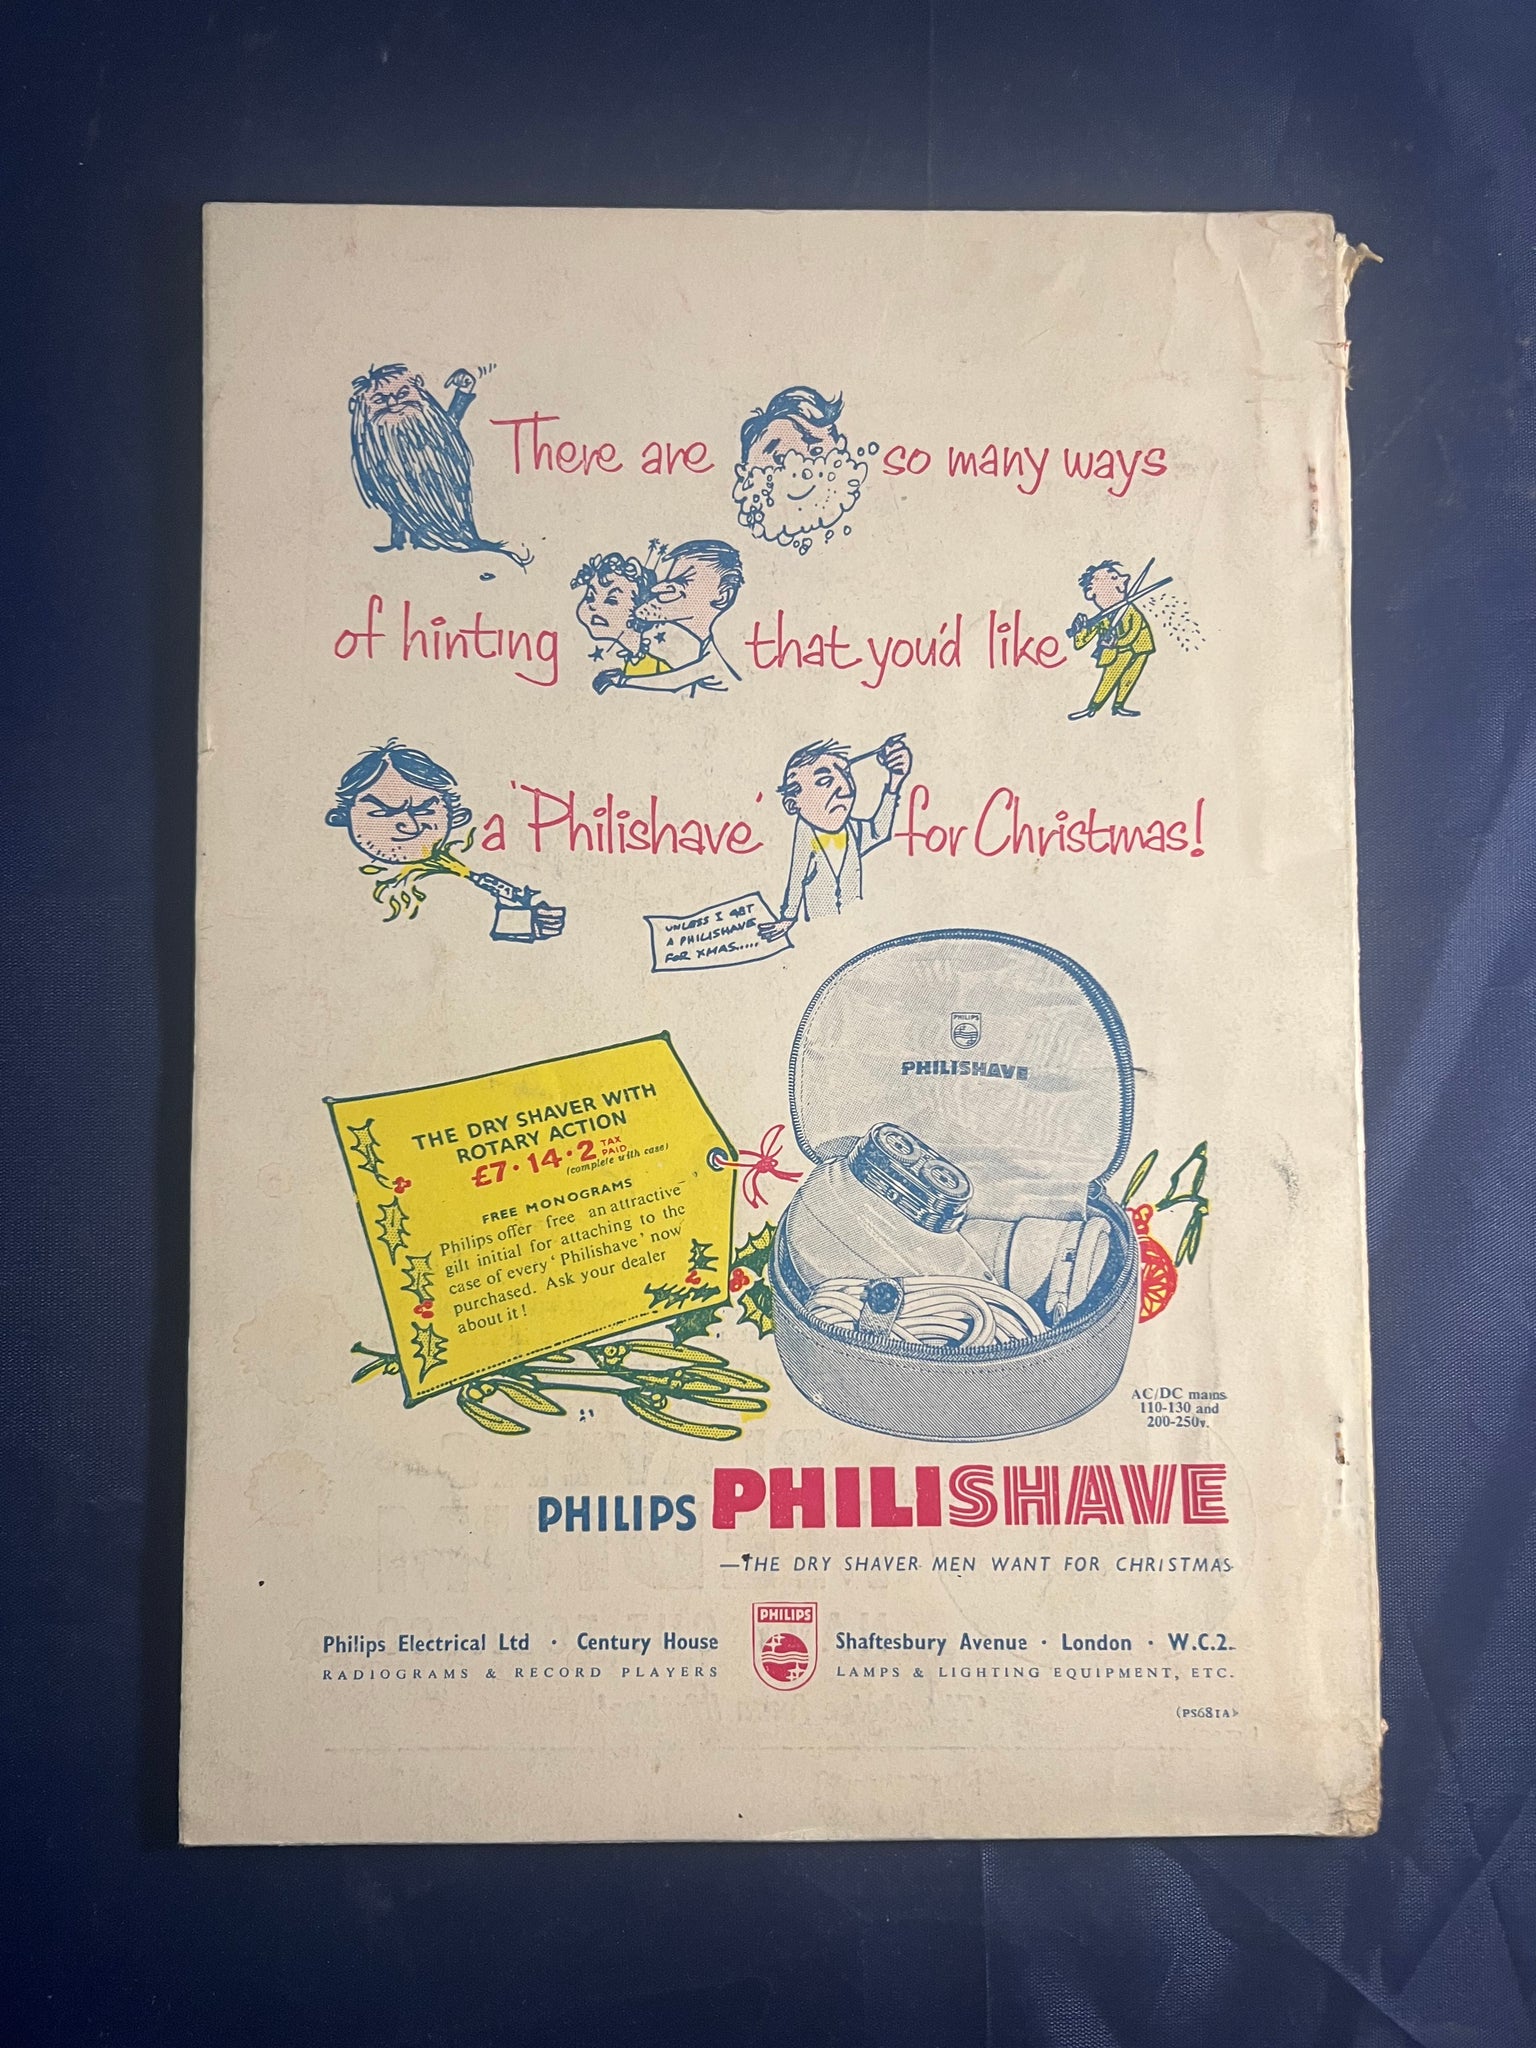 There are so many ways
of hinting that you'd like
a 'Philishave' for Christmas!
UNLESS I GET
A PHILISHAVE
FOR XMAS.....
PHILIPS
PHILISHAVE
THE DRY SHAVER WITH
ROTARY ACTION
£7·14·2 TAX PAID
(complete with case)
FREE MONOGRAMS
Philips offer free an attractive
gilt initial for attaching to the
case of every 'Philishave' now
purchased. Ask your dealer
about it!
AC/DC mains
110-130 and
200-250v.
PHILIPS PHILISHAVE
—THE DRY SHAVER MEN WANT FOR CHRISTMAS
PHILIPS
Philips Electrical Ltd · Century House Shaftesbury Avenue · London · W.C.2.
RADIOGRAMS & RECORD PLAYERS LAMPS & LIGHTING EQUIPMENT, ETC.
(PS681A)